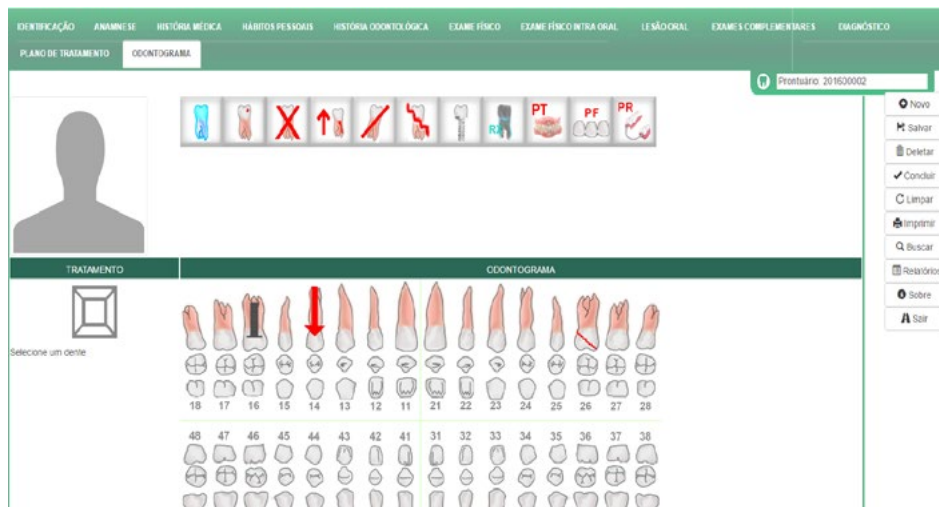 IDENTIFICAÇÃO ANAMNESE HISTÓRIA MÉDICA HÁBITOS PESSOAIS HISTÓRIA ODONTOLÓGICA EXAME FÍSICO EXAME FÍSICO INTRA ORAL LESÃO ORAL EXAMES COMPLEMENTARES DIAGNÓSTICO
PLANO DE TRATAMENTO ODONTOGRAMA
Prontuário: 201600002
RX PT PF PR
Novo
Salvar
Deletar
Concluir
Limpar
Imprimir
Buscar
Relatórios
Sobre
Sair
TRATAMENTO ODONTOGRAMA
Selecione um dente
18 17 16 15 14 13 12 11 21 22 23 24 25 26 27 28
48 47 46 45 44 43 42 41 31 32 33 34 35 36 37 38